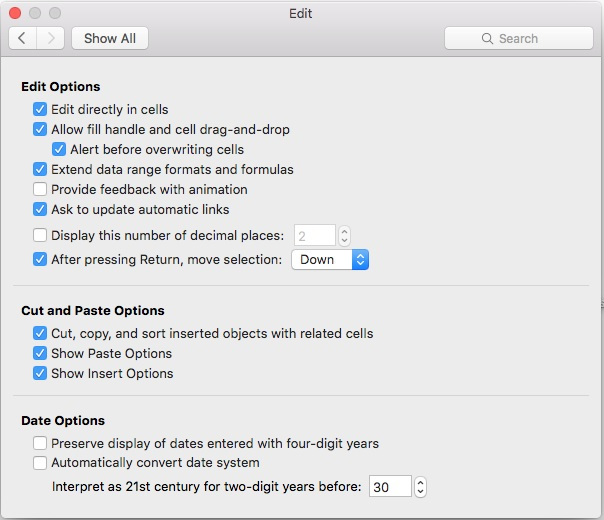 Edit
Show All
Search
Edit Options
Edit directly in cells
Allow fill handle and cell drag-and-drop
Alert before overwriting cells
Extend data range formats and formulas
Provide feedback with animation
Ask to update automatic links
Display this number of decimal places: 2
After pressing Return, move selection: Down
Cut and Paste Options
Cut, copy, and sort inserted objects with related cells
Show Paste Options
Show Insert Options
Date Options
Preserve display of dates entered with four-digit years
Automatically convert date system
Interpret as 21st century for two-digit years before: 30